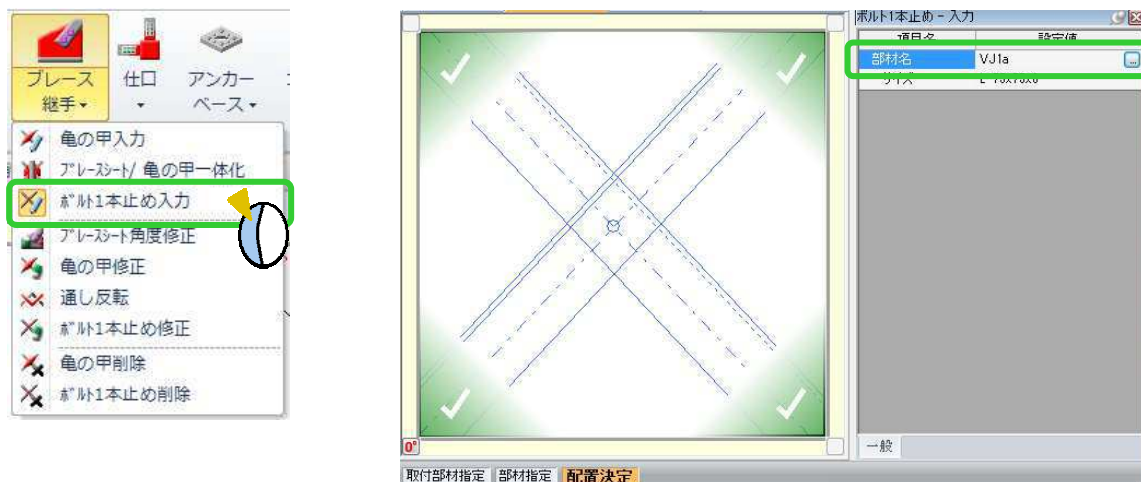 ブレース
継手▾
仕口
アンカー
ベース▾
亀の甲入力
ﾌﾞﾚｰｽｼｰﾄ/ 亀の甲一体化
ﾎﾞﾙﾄ1本止め入力
ﾌﾞﾚｰｽｼｰﾄ角度修正
亀の甲修正
通し反転
ﾎﾞﾙﾄ1本止め修正
亀の甲削除
ﾎﾞﾙﾄ1本止め削除
ﾎﾞﾙﾄ1本止め - 入力
項目名 設定値
部材名 VJ1a ...
サイズ
0°
一般
取付部材指定 部材指定 配置決定